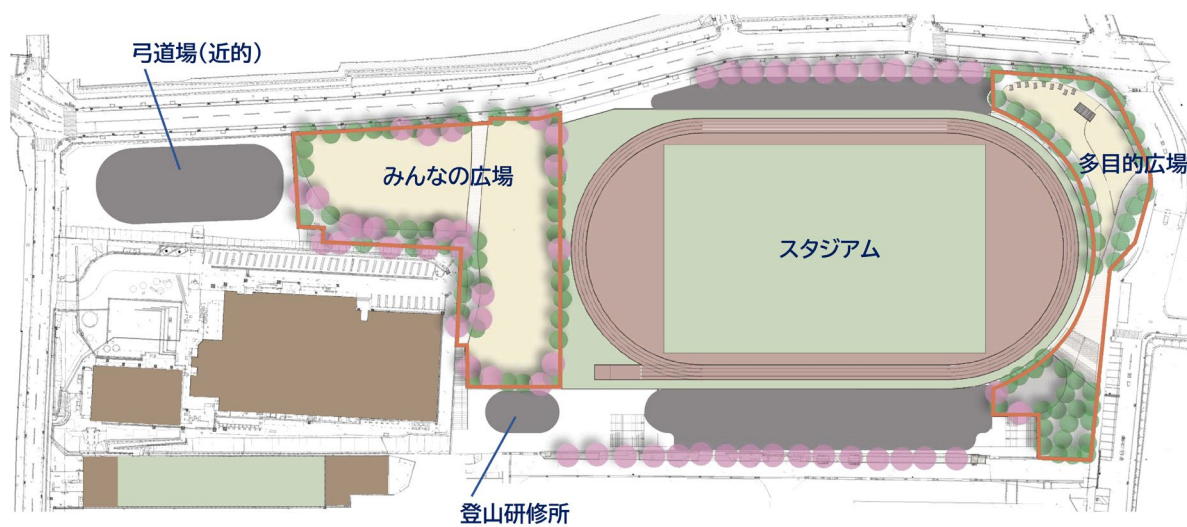 弓道場(近的)
みんなの広場
多目的広場
スタジアム
登山研修所